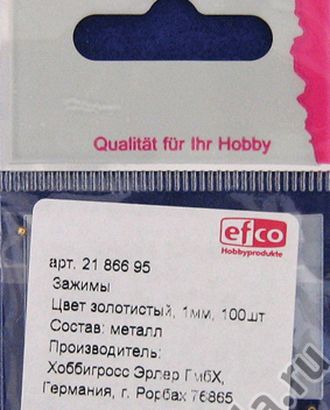 Qualität für Ihr Hobby
efco
Hobbyprodukte
арт. 21 866 95
Зажимы
Цвет золотистый, 1мм, 100шт
Состав: металл
Производитель:
Хоббигросс Эрлер ГмбХ,
Германия, г. Рорбах 76865